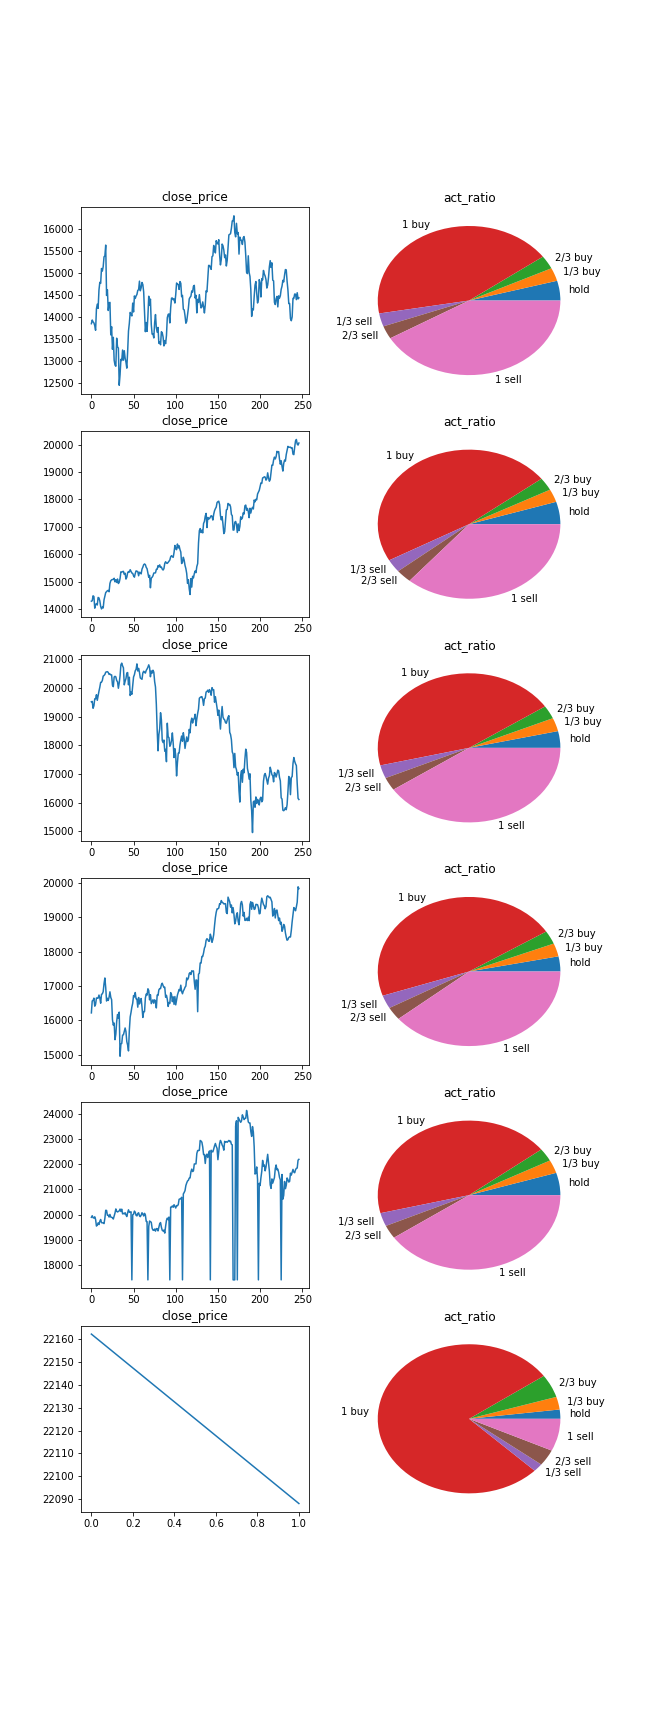 close_price
act_ratio
16000
15500
15000
14500
14000
13500
13000
12500
0 50 100 150 200 250
1 buy
2/3 buy
1/3 buy
hold
1/3 sell
2/3 sell
1 sell
close_price
act_ratio
20000
19000
18000
17000
16000
15000
14000
0 50 100 150 200 250
1 buy
2/3 buy
1/3 buy
hold
1/3 sell
2/3 sell
1 sell
close_price
act_ratio
21000
20000
19000
18000
17000
16000
15000
0 50 100 150 200 250
1 buy
2/3 buy
1/3 buy
hold
1/3 sell
2/3 sell
1 sell
close_price
act_ratio
20000
19000
18000
17000
16000
15000
0 50 100 150 200 250
1 buy
2/3 buy
1/3 buy
hold
1/3 sell
2/3 sell
1 sell
close_price
act_ratio
24000
23000
22000
21000
20000
19000
18000
0 50 100 150 200 250
1 buy
2/3 buy
1/3 buy
hold
1/3 sell
2/3 sell
1 sell
close_price
act_ratio
22160
22150
22140
22130
22120
22110
22100
22090
0.0 0.2 0.4 0.6 0.8 1.0
2/3 buy
1/3 buy
1 buy
hold
1 sell
2/3 sell
1/3 sell